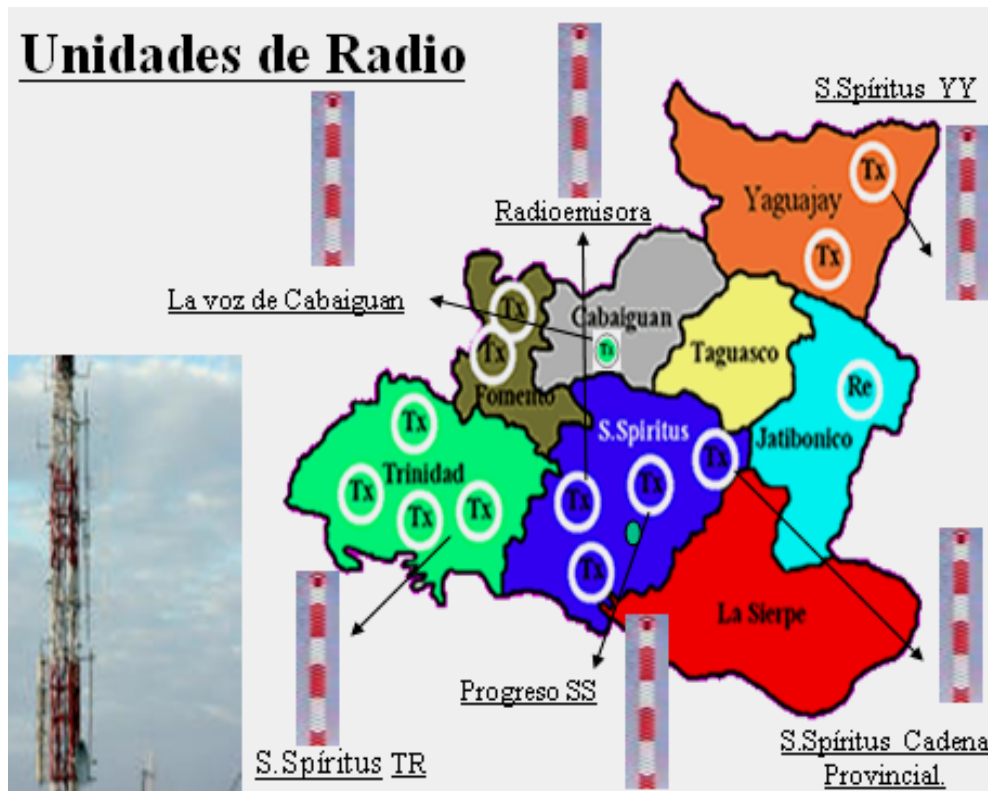 Unidades de Radio
S.Spíritus YY
Tx
Yaguajay
Radioemisora
Tx
La voz de Cabaiguan
Tx
Cabaiguan
Tx
Tx
Taguasco
Fomento
Re
Tx
S.Spiritus
Jatibonico
Trinidad
Tx
Tx
Tx
Tx
Tx
Tx
Tx
Tx
La Sierpe
Progreso SS
S.Spíritus TR
S.Spíritus Cadena
Provincial.